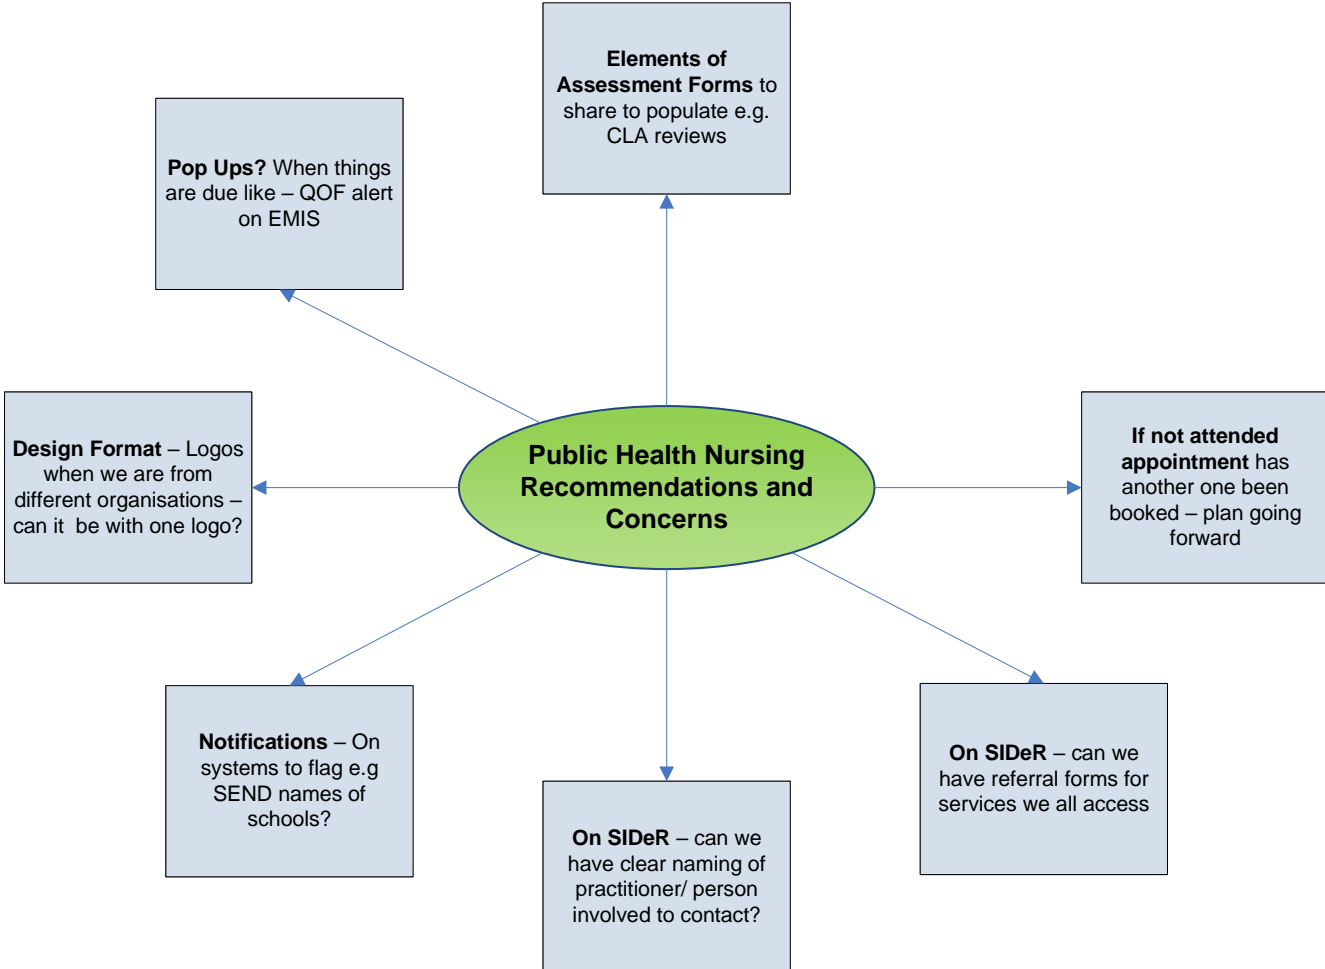 Elements of
Assessment Forms to
share to populate e.g.
CLA reviews
Pop Ups? When things
are due like – QOF alert
on EMIS
Design Format – Logos
when we are from
different organisations –
can it be with one logo?
Public Health Nursing
Recommendations and
Concerns
If not attended
appointment has
another one been
booked – plan going
forward
Notifications – On
systems to flag e.g
SEND names of
schools?
On SIDeR – can we
have clear naming of
practitioner/ person
involved to contact?
On SIDeR – can we
have referral forms for
services we all access